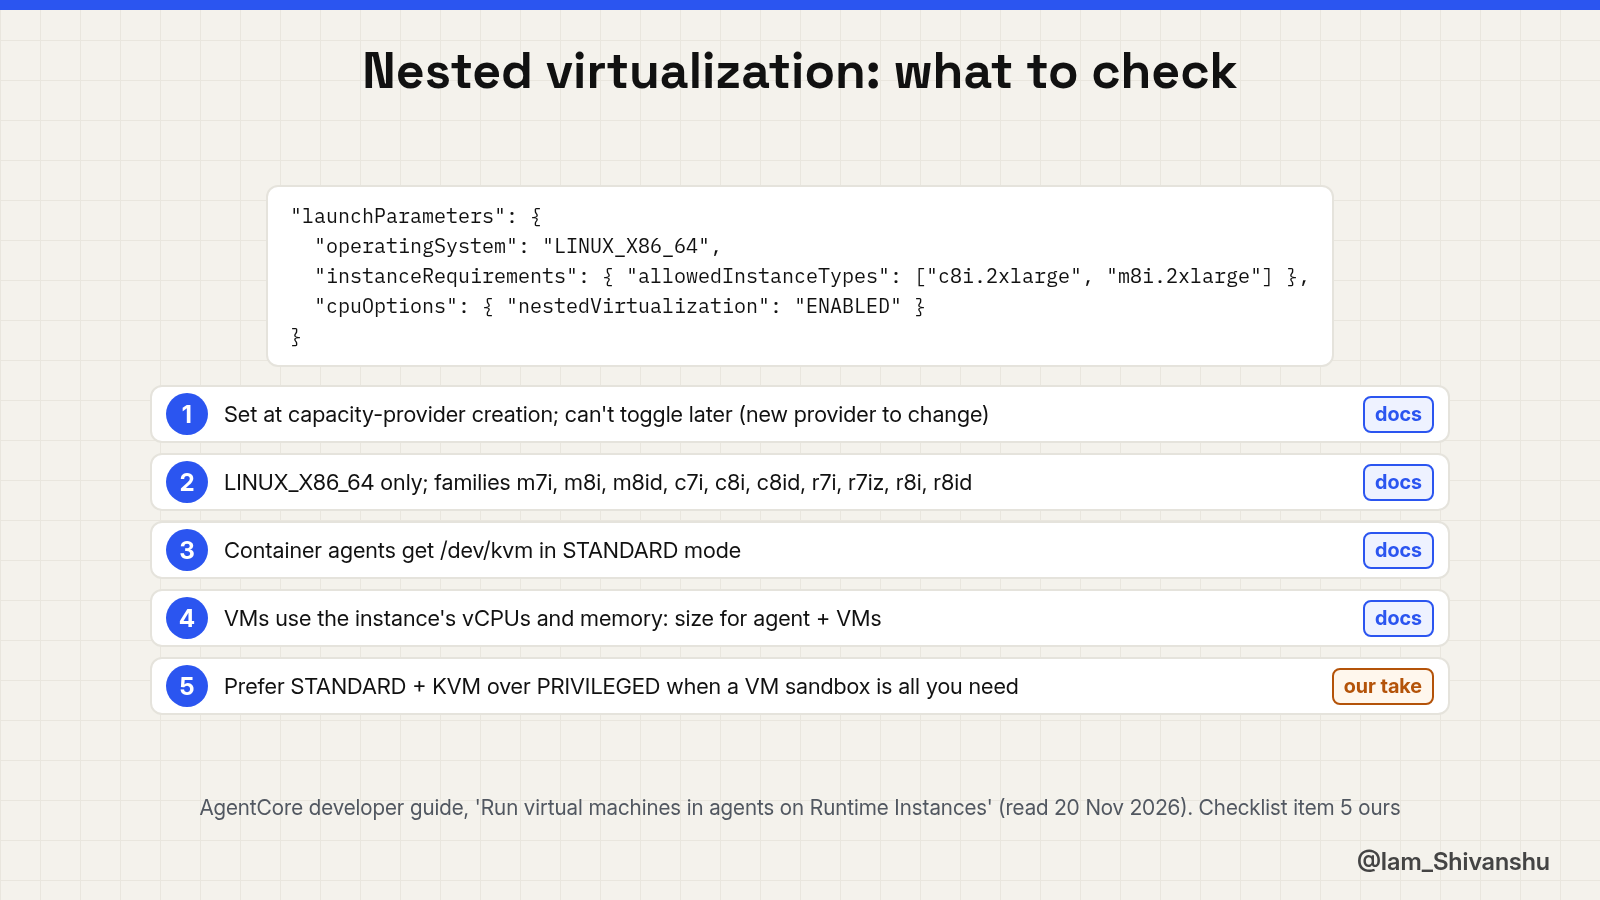 Nested virtualization: what to check
"launchParameters": {
  "operatingSystem": "LINUX_X86_64",
  "instanceRequirements": { "allowedInstanceTypes": ["c8i.2xlarge", "m8i.2xlarge"] },
  "cpuOptions": { "nestedVirtualization": "ENABLED" }
}
1 Set at capacity-provider creation; can't toggle later (new provider to change) docs
2 LINUX_X86_64 only; families m7i, m8i, m8id, c7i, c8i, c8id, r7i, r7iz, r8i, r8id docs
3 Container agents get /dev/kvm in STANDARD mode docs
4 VMs use the instance's vCPUs and memory: size for agent + VMs docs
5 Prefer STANDARD + KVM over PRIVILEGED when a VM sandbox is all you need our take
AgentCore developer guide, 'Run virtual machines in agents on Runtime Instances' (read 20 Nov 2026). Checklist item 5 ours
@Iam_Shivanshu